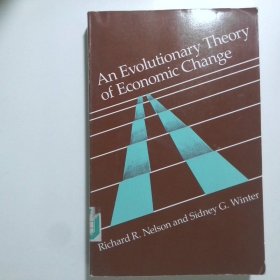 An Evolutionary Theory
of Economic Change
Richard R. Nelson and Sidney G. Winter